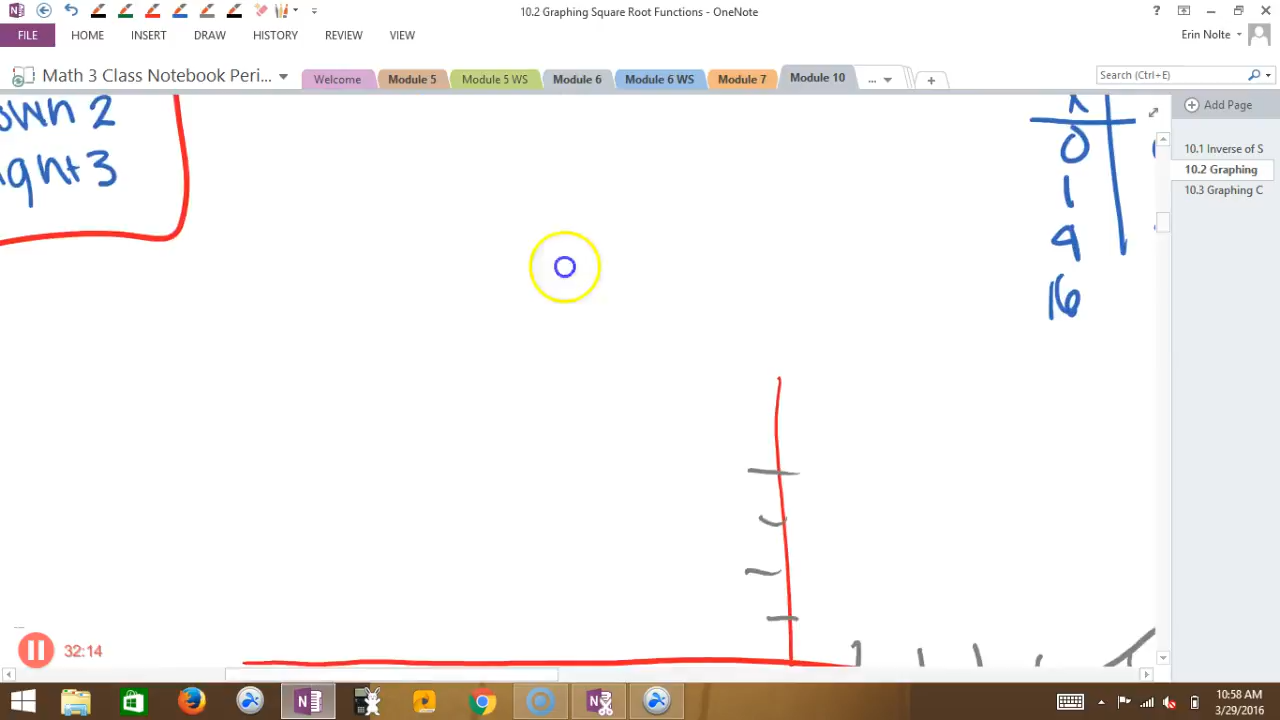 10.2 Graphing Square Root Functions - OneNote
?
FILE HOME INSERT DRAW HISTORY REVIEW VIEW
Erin Nolte
Math 3 Class Notebook Peri...
Welcome Module 5 Module 5 WS Module 6 Module 6 WS Module 7 Module 10 ... +
Search (Ctrl+E)
Add Page
10.1 Inverse of S
10.2 Graphing
10.3 Graphing C
own 2
ight 3
x
0
1
4
16
32:14
10:58 AM
3/29/2016